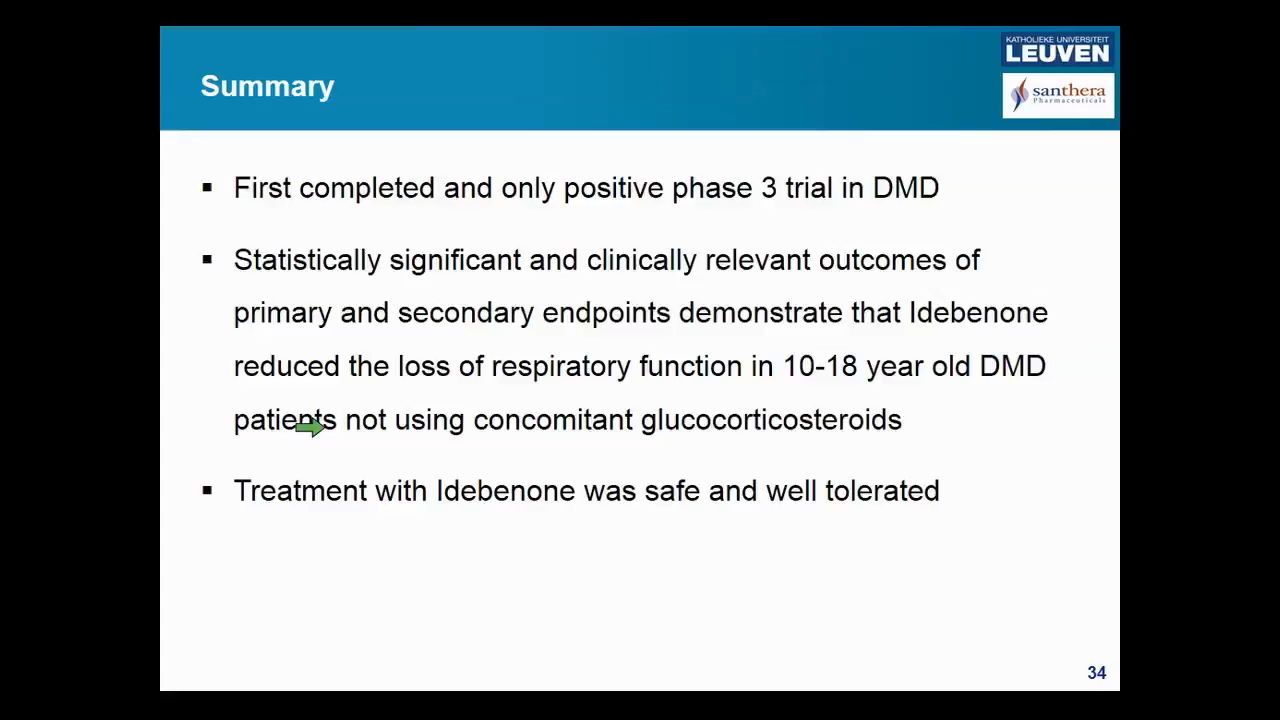 KATHOLIEKE UNIVERSITEIT
LEUVEN
santhera
Pharmaceuticals
Summary
▪ First completed and only positive phase 3 trial in DMD
▪ Statistically significant and clinically relevant outcomes of
primary and secondary endpoints demonstrate that Idebenone
reduced the loss of respiratory function in 10-18 year old DMD
patients not using concomitant glucocorticosteroids
▪ Treatment with Idebenone was safe and well tolerated
34